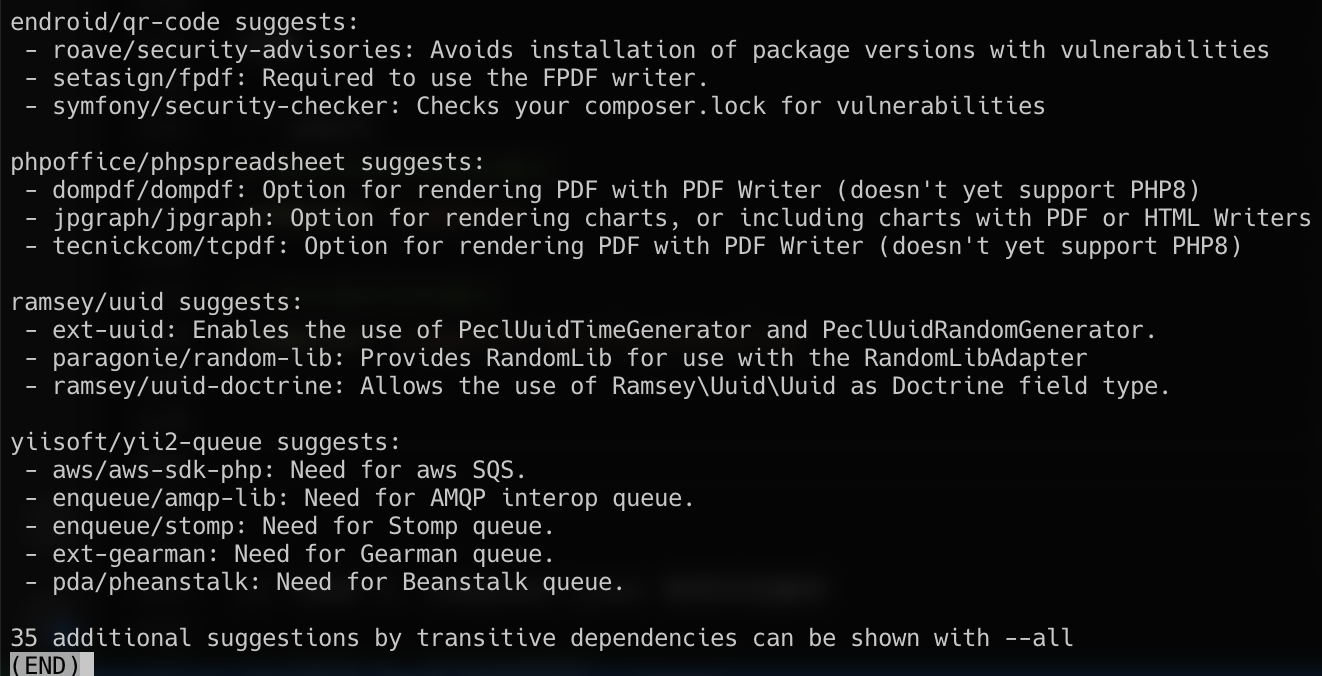 endroid/qr-code suggests:
 - roave/security-advisories: Avoids installation of package versions with vulnerabilities
 - setasign/fpdf: Required to use the FPDF writer.
 - symfony/security-checker: Checks your composer.lock for vulnerabilities

phpoffice/phpspreadsheet suggests:
 - dompdf/dompdf: Option for rendering PDF with PDF Writer (doesn't yet support PHP8)
 - jpgraph/jpgraph: Option for rendering charts, or including charts with PDF or HTML Writers
 - tecnickcom/tcpdf: Option for rendering PDF with PDF Writer (doesn't yet support PHP8)

ramsey/uuid suggests:
 - ext-uuid: Enables the use of PeclUuidTimeGenerator and PeclUuidRandomGenerator.
 - paragonie/random-lib: Provides RandomLib for use with the RandomLibAdapter
 - ramsey/uuid-doctrine: Allows the use of Ramsey\Uuid\Uuid as Doctrine field type.

yiisoft/yii2-queue suggests:
 - aws/aws-sdk-php: Need for aws SQS.
 - enqueue/amqp-lib: Need for AMQP interop queue.
 - enqueue/stomp: Need for Stomp queue.
 - ext-gearman: Need for Gearman queue.
 - pda/pheanstalk: Need for Beanstalk queue.

35 additional suggestions by transitive dependencies can be shown with --all
(END)